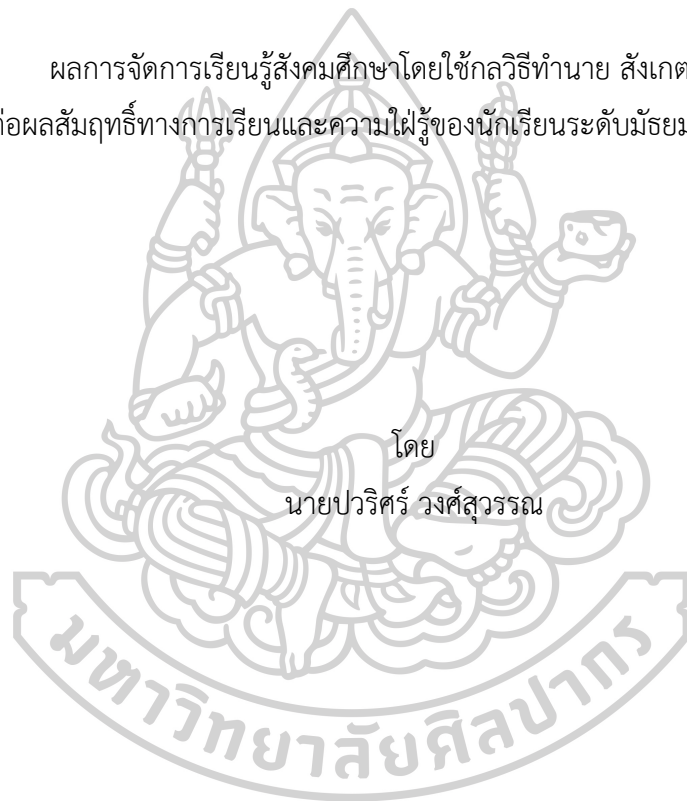 ผลการจัดการเรียนรู้สังคมศึกษาโดยใช้กลวิธีทำนาย สังเกต
ต่อผลสัมฤทธิ์ทางการเรียนและความใฝ่รู้ของนักเรียนระดับมัธยม
โดย
นายปวริศร์ วงศ์สุวรรณ
มหาวิทยาลัยศิลปากร